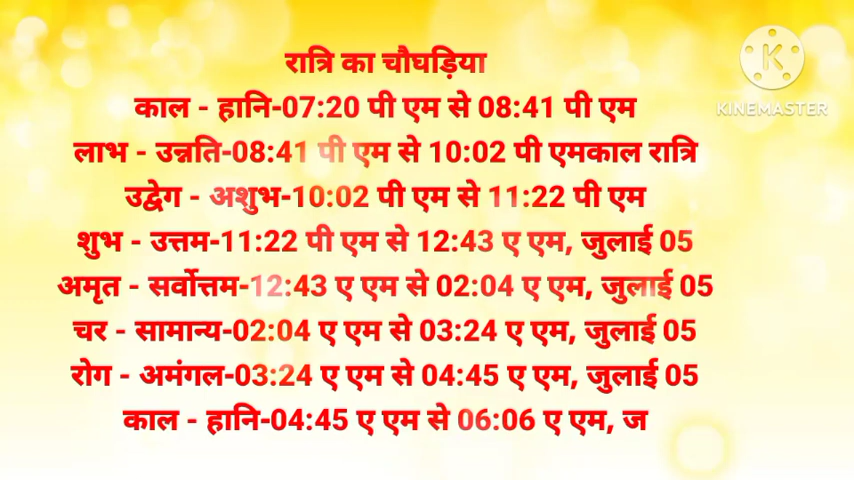 रात्रि का चौघड़िया
काल - हानि-07:20 पी एम से 08:41 पी एम
लाभ - उन्नति-08:41 पी एम से 10:02 पी एमकाल रात्रि
उद्वेग - अशुभ-10:02 पी एम से 11:22 पी एम
शुभ - उत्तम-11:22 पी एम से 12:43 ए एम, जुलाई 05
अमृत - सर्वोत्तम-12:43 ए एम से 02:04 ए एम, जुलाई 05
चर - सामान्य-02:04 ए एम से 03:24 ए एम, जुलाई 05
रोग - अमंगल-03:24 ए एम से 04:45 ए एम, जुलाई 05
काल - हानि-04:45 ए एम से 06:06 ए एम, ज
K
KINEMASTER